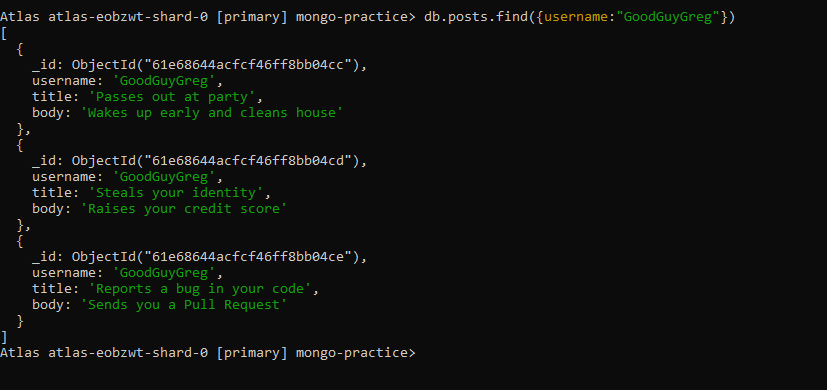 Atlas atlas-eobzwt-shard-0 [primary] mongo-practice> db.posts.find({username:"GoodGuyGreg"})
[
  {
    _id: ObjectId("61e68644acfcf46ff8bb04cc"),
    username: 'GoodGuyGreg',
    title: 'Passes out at party',
    body: 'Wakes up early and cleans house'
  },
  {
    _id: ObjectId("61e68644acfcf46ff8bb04cd"),
    username: 'GoodGuyGreg',
    title: 'Steals your identity',
    body: 'Raises your credit score'
  },
  {
    _id: ObjectId("61e68644acfcf46ff8bb04ce"),
    username: 'GoodGuyGreg',
    title: 'Reports a bug in your code',
    body: 'Sends you a Pull Request'
  }
]
Atlas atlas-eobzwt-shard-0 [primary] mongo-practice>